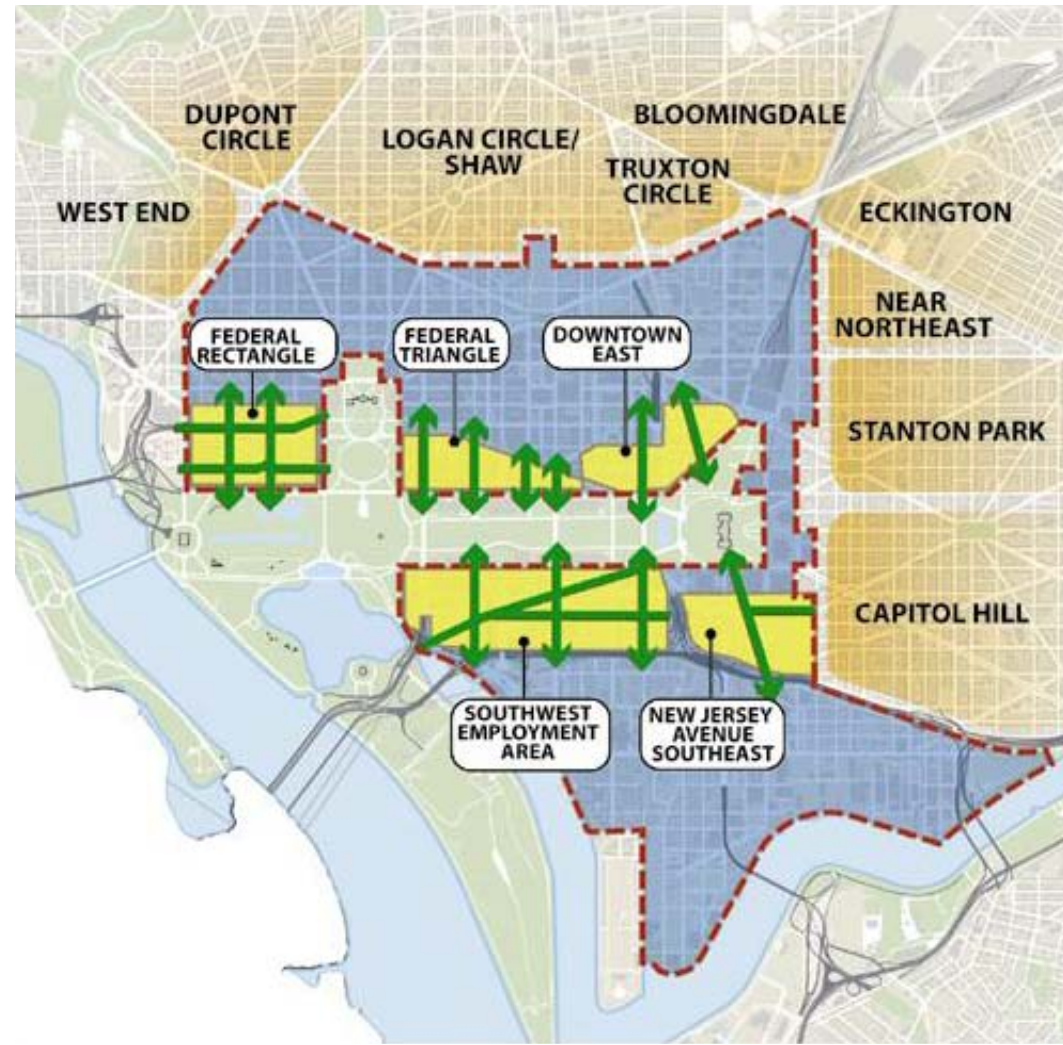 DUPONT
CIRCLE
LOGAN CIRCLE/
SHAW
BLOOMINGDALE
TRUXTON
CIRCLE
WEST END
ECKINGTON
NEAR
NORTHEAST
FEDERAL
RECTANGLE
FEDERAL
TRIANGLE
DOWNTOWN
EAST
STANTON PARK
CAPITOL HILL
SOUTHWEST
EMPLOYMENT
AREA
NEW JERSEY
AVENUE
SOUTHEAST